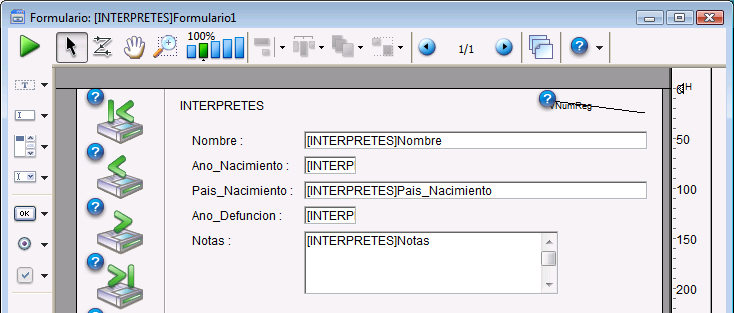 Formulario: [INTERPRETES]Formulario1
100%
1/1
T
OK
INTERPRETES
vNumReg
H
0
Nombre : [INTERPRETES]Nombre
50
Ano_Nacimiento : [INTERP
Pais_Nacimiento : [INTERPRETES]Pais_Nacimiento
100
Ano_Defuncion : [INTERP
Notas : [INTERPRETES]Notas
150
200